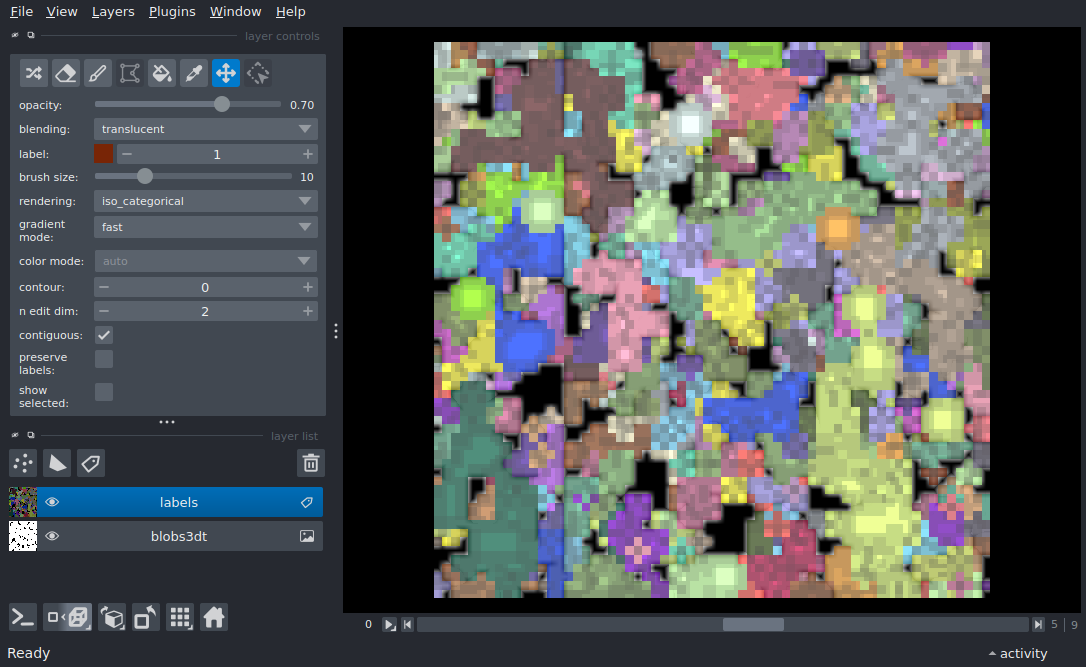 File View Layers Plugins Window Help
layer controls
opacity: 0.70
blending: translucent
label: 1
brush size: 10
rendering: iso_categorical
gradient
mode: fast
color mode: auto
contour: 0
n edit dim: 2
contiguous:
preserve
labels:
show
selected:
layer list
labels
blobs3dt
0 5 | 9
Ready activity